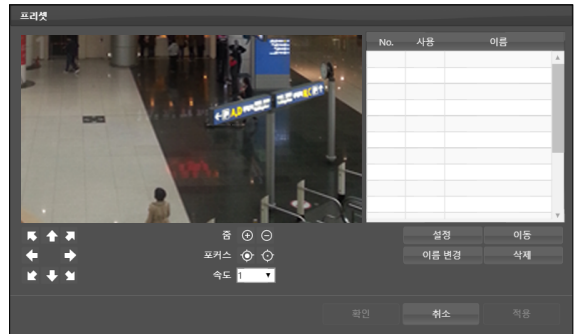 프리셋
No. 사용 이름
줌
포커스
속도 1
설정 이동
이름 변경 삭제
확인 취소 적용